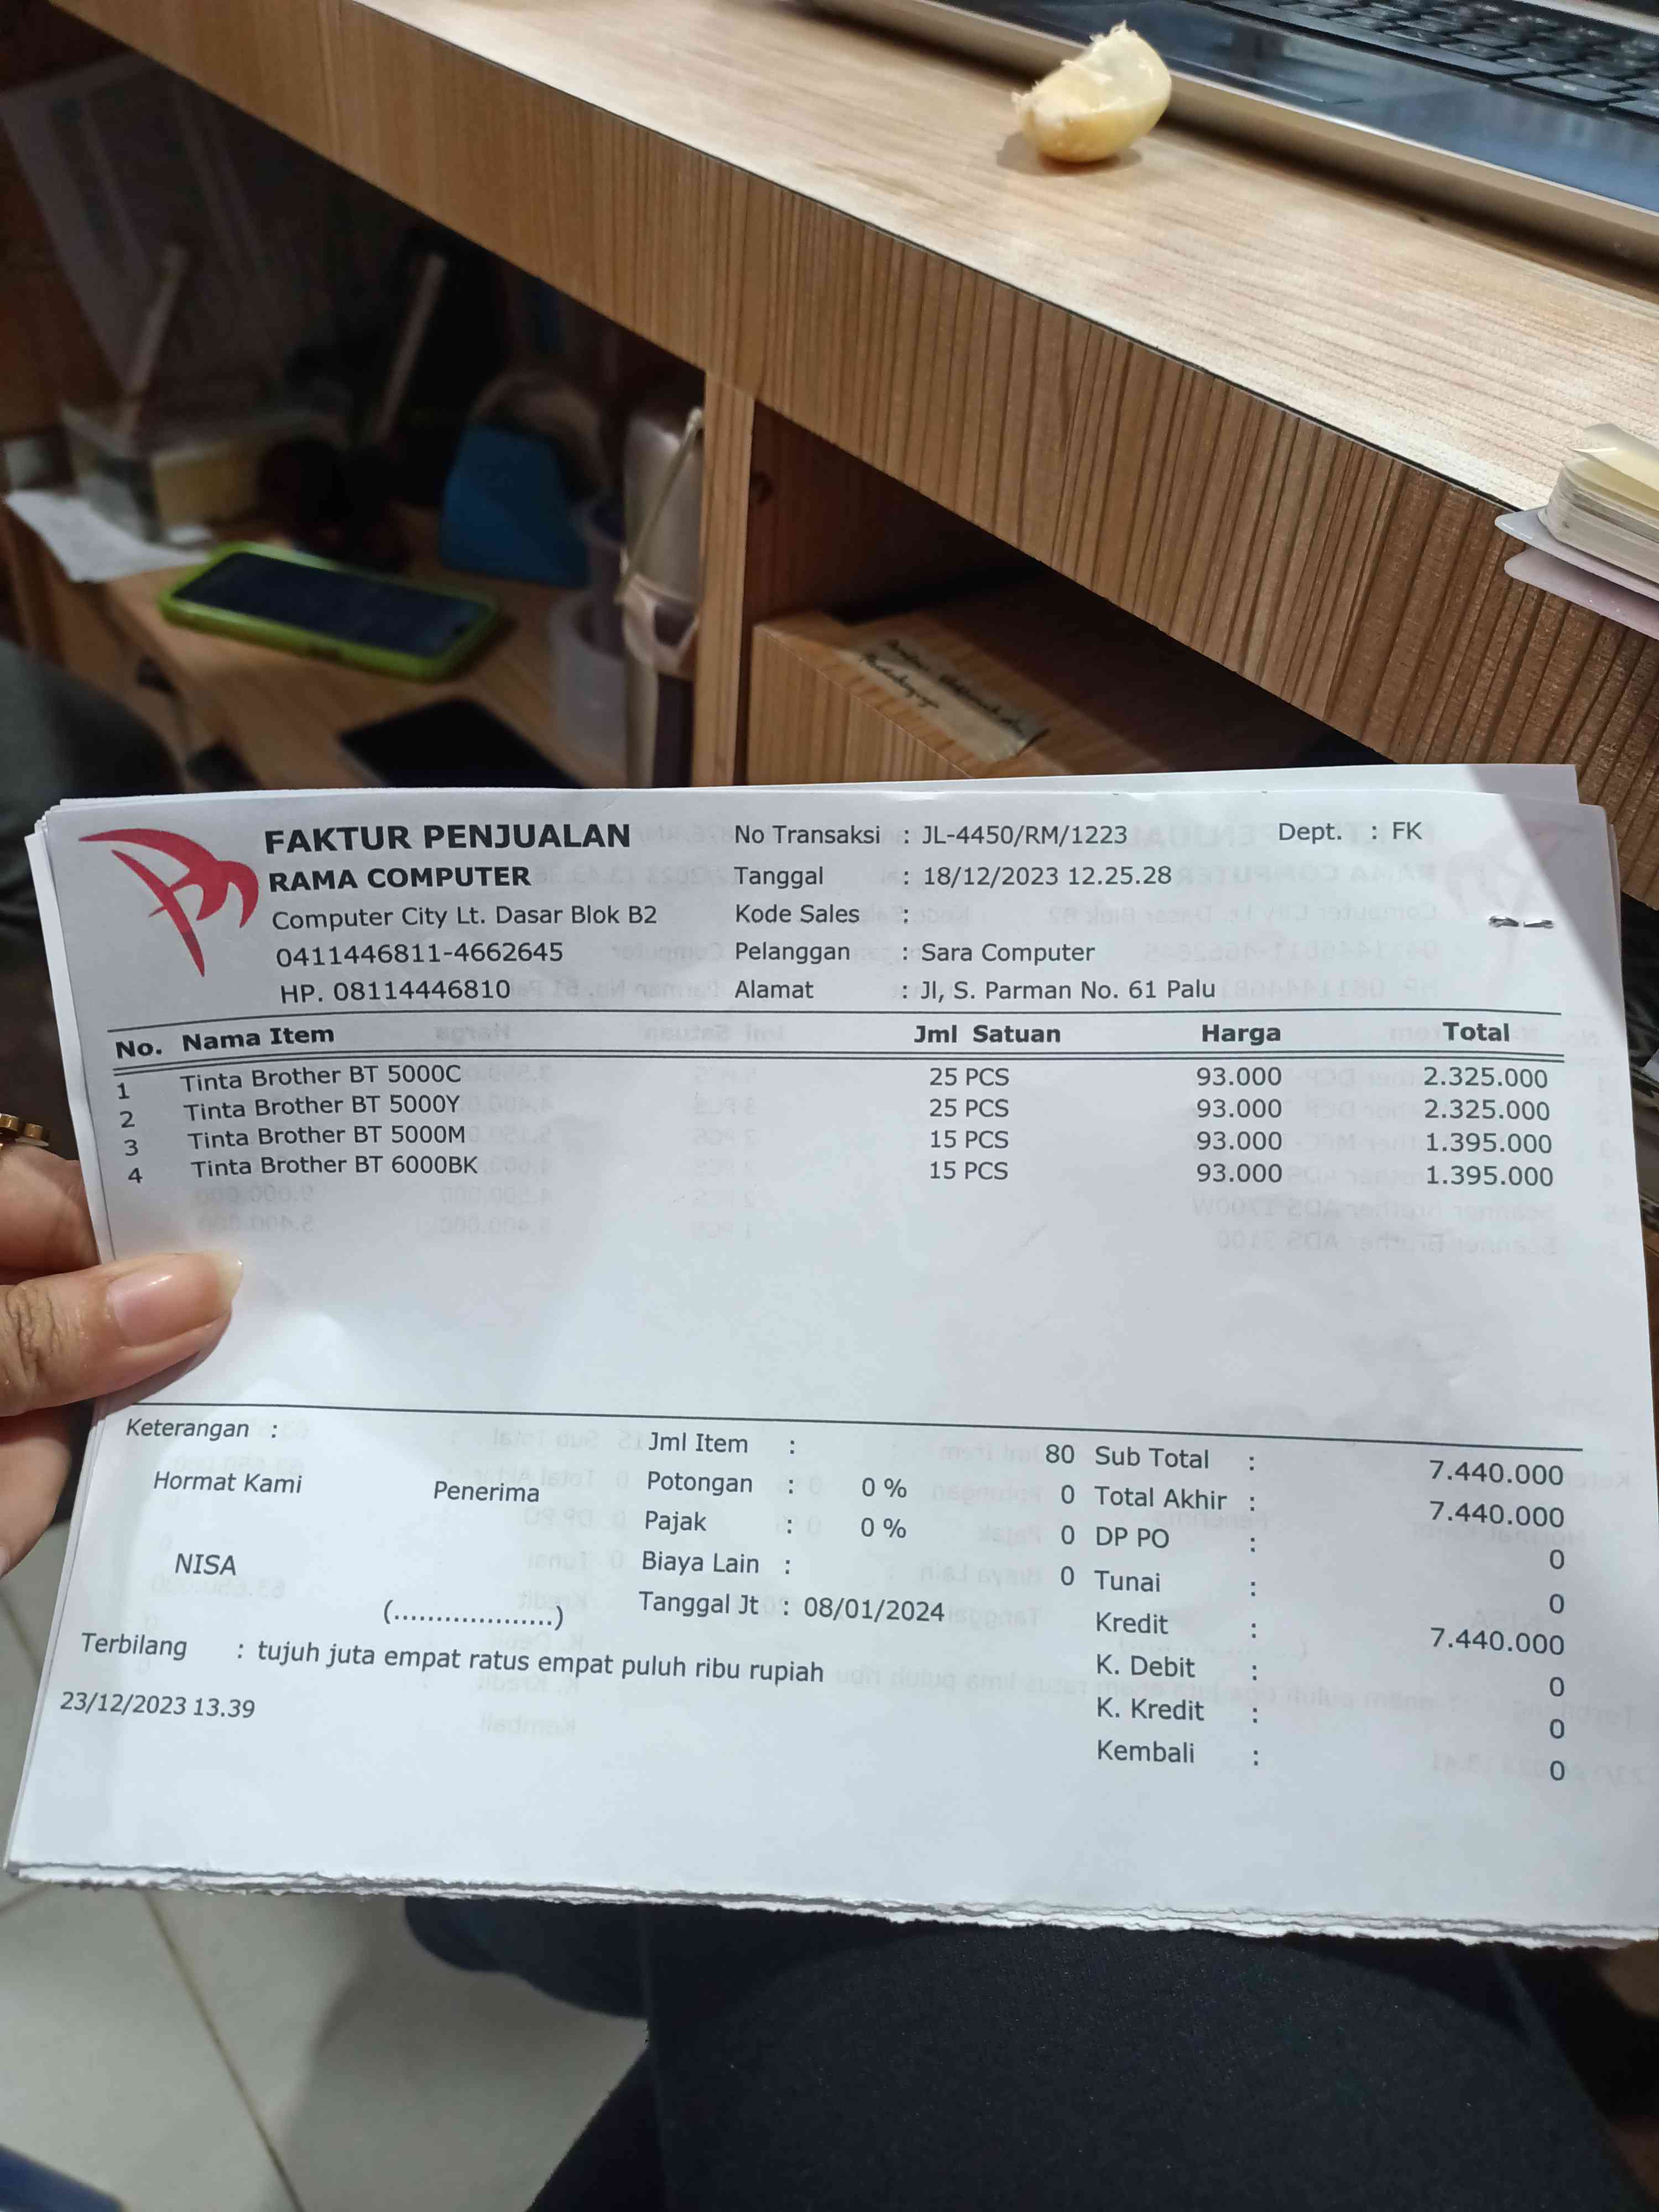 FAKTUR PENJUALAN
RAMA COMPUTER
Computer City Lt. Dasar Blok B2
0411446811-4662645
HP. 08114446810
No Transaksi : JL-4450/RM/1223 Dept. : FK
Tanggal : 18/12/2023 12.25.28
Kode Sales :
Pelanggan : Sara Computer
Alamat : Jl, S. Parman No. 61 Palu
No. Nama Item Jml Satuan Harga Total
1 Tinta Brother BT 5000C 25 PCS 93.000 2.325.000
2 Tinta Brother BT 5000Y 25 PCS 93.000 2.325.000
3 Tinta Brother BT 5000M 15 PCS 93.000 1.395.000
4 Tinta Brother BT 6000BK 15 PCS 93.000 1.395.000
Keterangan :
Hormat Kami Penerima
NISA
(...................)
Jml Item : 80
Potongan : 0 % 0
Pajak : 0 % 0
Biaya Lain : 0
Tanggal Jt : 08/01/2024
Sub Total : 7.440.000
Total Akhir : 7.440.000
DP PO : 0
Tunai : 0
Kredit : 7.440.000
K. Debit : 0
K. Kredit : 0
Kembali : 0
Terbilang : tujuh juta empat ratus empat puluh ribu rupiah
23/12/2023 13.39